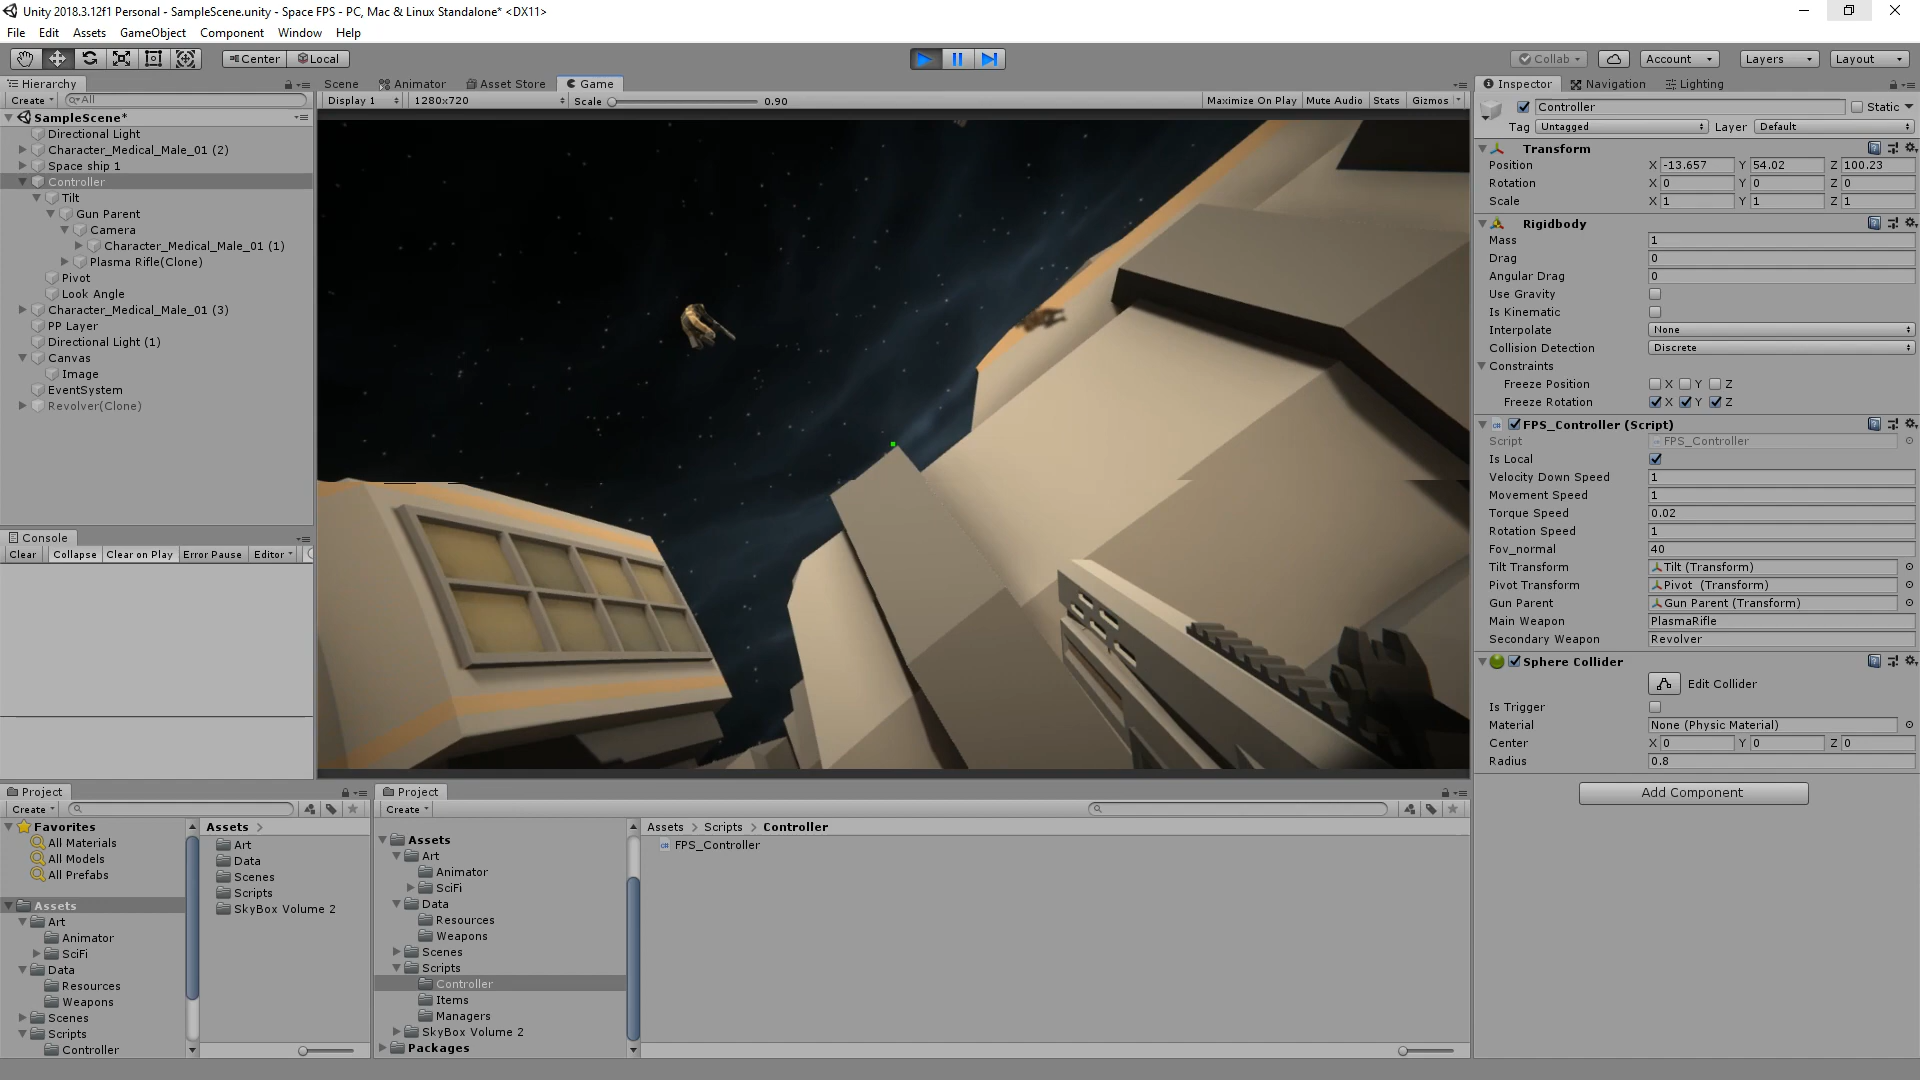 Unity 2018.3.12f1 Personal - SampleScene.unity - Space FPS - PC, Mac & Linux Standalone* <DX11>
File Edit Assets GameObject Component Window Help
Center Local Collab Account Layers Layout
Hierarchy
Create All
SampleScene*
Directional Light
Character_Medical_Male_01 (2)
Space ship 1
Controller
Tilt
Gun Parent
Camera
Character_Medical_Male_01 (1)
Plasma Rifle(Clone)
Pivot
Look Angle
Character_Medical_Male_01 (3)
PP Layer
Directional Light (1)
Canvas
Image
EventSystem
Revolver(Clone)
Console
Clear Collapse Clear on Play Error Pause Editor
Scene Animator Asset Store Game
Display 1 1280x720 Scale 0.90 Maximize On Play Mute Audio Stats Gizmos
Inspector Navigation Lighting
Controller Static
Tag Untagged Layer Default
Transform
Position X -13.657 Y 54.02 Z 100.23
Rotation X 0 Y 0 Z 0
Scale X 1 Y 1 Z 1
Rigidbody
Mass 1
Drag 0
Angular Drag 0
Use Gravity
Is Kinematic
Interpolate None
Collision Detection Discrete
Constraints
Freeze Position X Y Z
Freeze Rotation X Y Z
FPS_Controller (Script)
Script FPS_Controller
Is Local
Velocity Down Speed 1
Movement Speed 1
Torque Speed 0.02
Rotation Speed 1
Fov_normal 40
Tilt Transform Tilt (Transform)
Pivot Transform Pivot (Transform)
Gun Parent Gun Parent (Transform)
Main Weapon PlasmaRifle
Secondary Weapon Revolver
Sphere Collider
Edit Collider
Is Trigger
Material None (Physic Material)
Center X 0 Y 0 Z 0
Radius 0.8
Add Component
Project
Create
Favorites
All Materials
All Models
All Prefabs
Assets
Art
Animator
SciFi
Data
Resources
Weapons
Scenes
Scripts
Controller
Assets
Art
Data
Scenes
Scripts
SkyBox Volume 2
Project
Create
Assets
Art
Animator
SciFi
Data
Resources
Weapons
Scenes
Scripts
Controller
Items
Managers
SkyBox Volume 2
Packages
Assets Scripts Controller
FPS_Controller